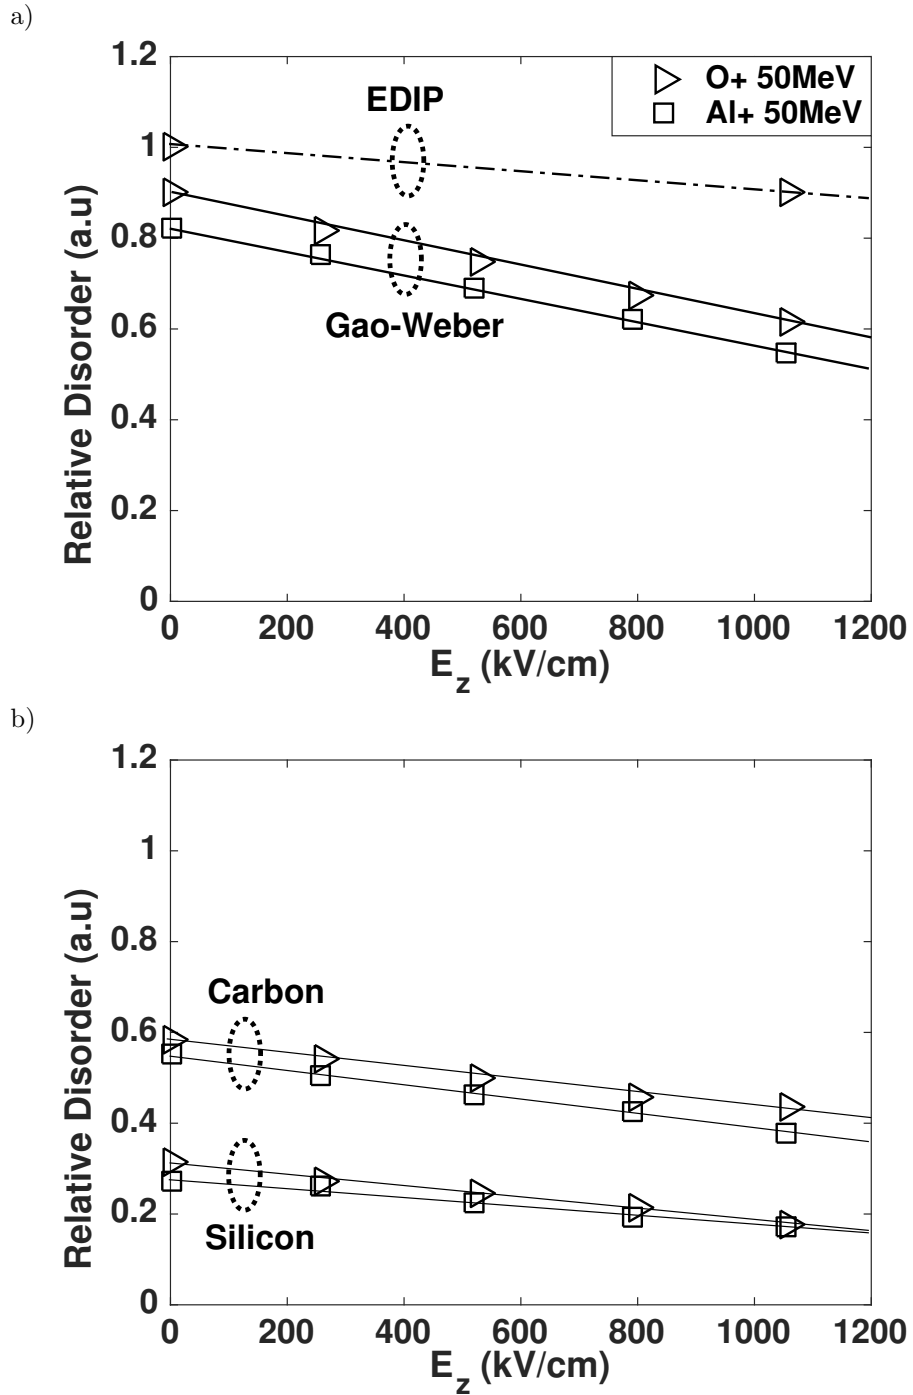 a)
1.2
O+ 50MeV
Al+ 50MeV
EDIP
1
0.8
Gao-Weber
0.6
0.4
0.2
0
Relative Disorder (a.u)
0 200 400 600 800 1000 1200
E_z (kV/cm)
b)
1.2
1
0.8
Carbon
0.6
0.4
0.2
Silicon
0
Relative Disorder (a.u)
0 200 400 600 800 1000 1200
E_z (kV/cm)